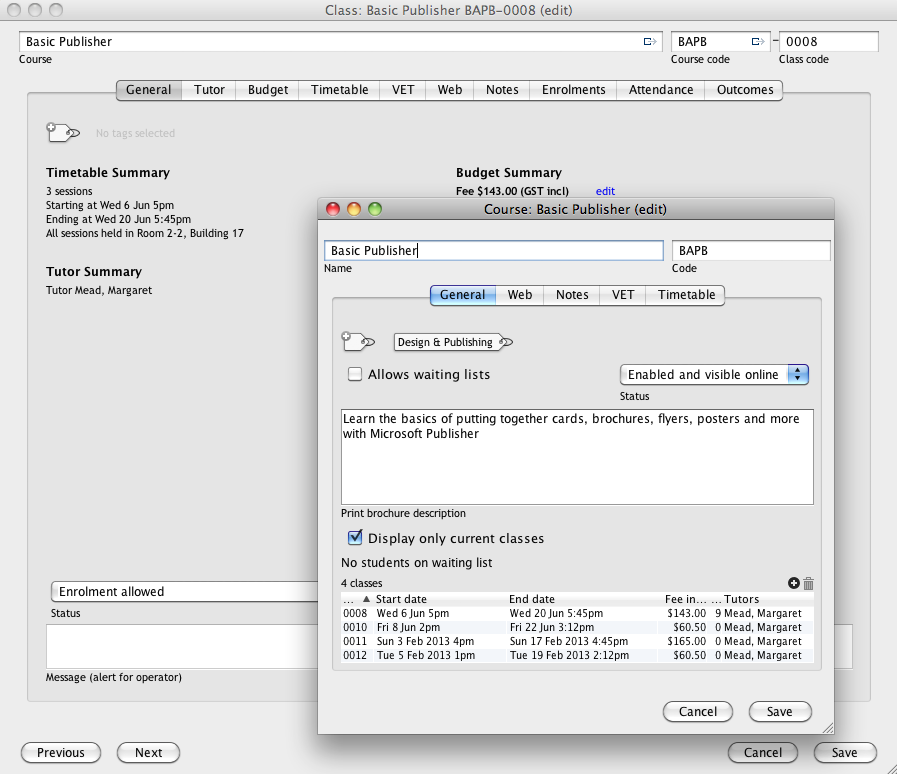 Class: Basic Publisher BAPB-0008 (edit)
Basic Publisher BAPB - 0008
Course Course code Class code
General Tutor Budget Timetable VET Web Notes Enrolments Attendance Outcomes
No tags selected
Timetable Summary
3 sessions
Starting at Wed 6 Jun 5pm
Ending at Wed 20 Jun 5:45pm
All sessions held in Room 2-2, Building 17
Budget Summary
Fee $143.00 (GST incl) edit
Tutor Summary
Tutor Mead, Margaret
Enrolment allowed
Status
Message (alert for operator)
Previous Next Cancel Save
Course: Basic Publisher (edit)
Basic Publisher BAPB
Name Code
General Web Notes VET Timetable
Design & Publishing
Allows waiting lists Enabled and visible online
Status
Learn the basics of putting together cards, brochures, flyers, posters and more
with Microsoft Publisher
Print brochure description
Display only current classes
No students on waiting list
4 classes
... Start date End date Fee in... ... Tutors
0008 Wed 6 Jun 5pm Wed 20 Jun 5:45pm $143.00 9 Mead, Margaret
0010 Fri 8 Jun 2pm Fri 22 Jun 3:12pm $60.50 0 Mead, Margaret
0011 Sun 3 Feb 2013 4pm Sun 17 Feb 2013 4:45pm $165.00 0 Mead, Margaret
0012 Tue 5 Feb 2013 1pm Tue 19 Feb 2013 2:12pm $60.50 0 Mead, Margaret
Cancel Save